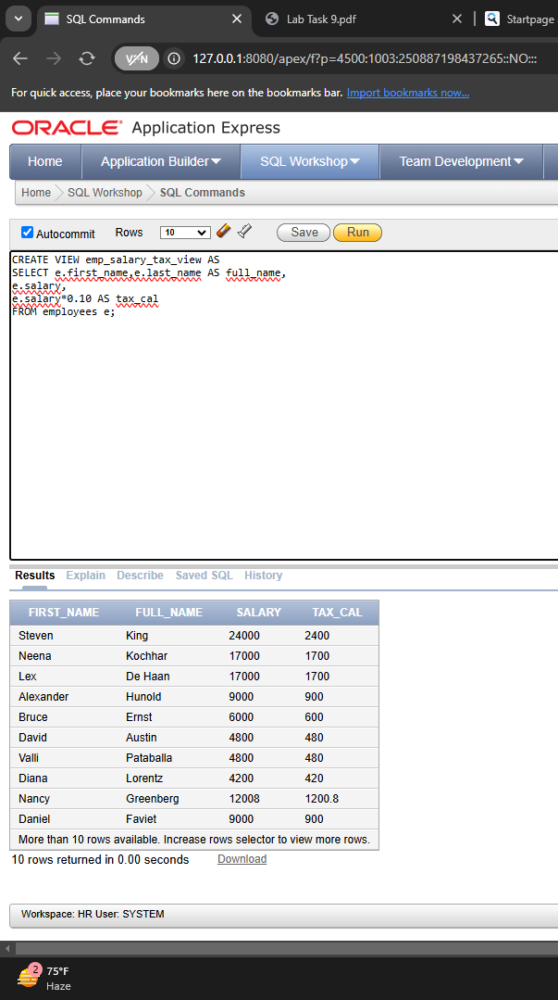 SQL Commands
Lab Task 9.pdf
Startpage
VPN
127.0.0.1:8080/apex/f?p=4500:1003:250887198437265::NO:::
For quick access, place your bookmarks here on the bookmarks bar. Import bookmarks now...
ORACLE® Application Express
Home Application Builder SQL Workshop Team Development
Home SQL Workshop SQL Commands
Autocommit Rows 10 Save Run
CREATE VIEW emp_salary_tax_view AS
SELECT e.first_name,e.last_name AS full_name,
e.salary,
e.salary*0.10 AS tax_cal
FROM employees e;
Results Explain Describe Saved SQL History
FIRST_NAME FULL_NAME SALARY TAX_CAL
Steven King 24000 2400
Neena Kochhar 17000 1700
Lex De Haan 17000 1700
Alexander Hunold 9000 900
Bruce Ernst 6000 600
David Austin 4800 480
Valli Pataballa 4800 480
Diana Lorentz 4200 420
Nancy Greenberg 12008 1200.8
Daniel Faviet 9000 900
More than 10 rows available. Increase rows selector to view more rows.
10 rows returned in 0.00 seconds Download
Workspace: HR User: SYSTEM
2 75°F
Haze